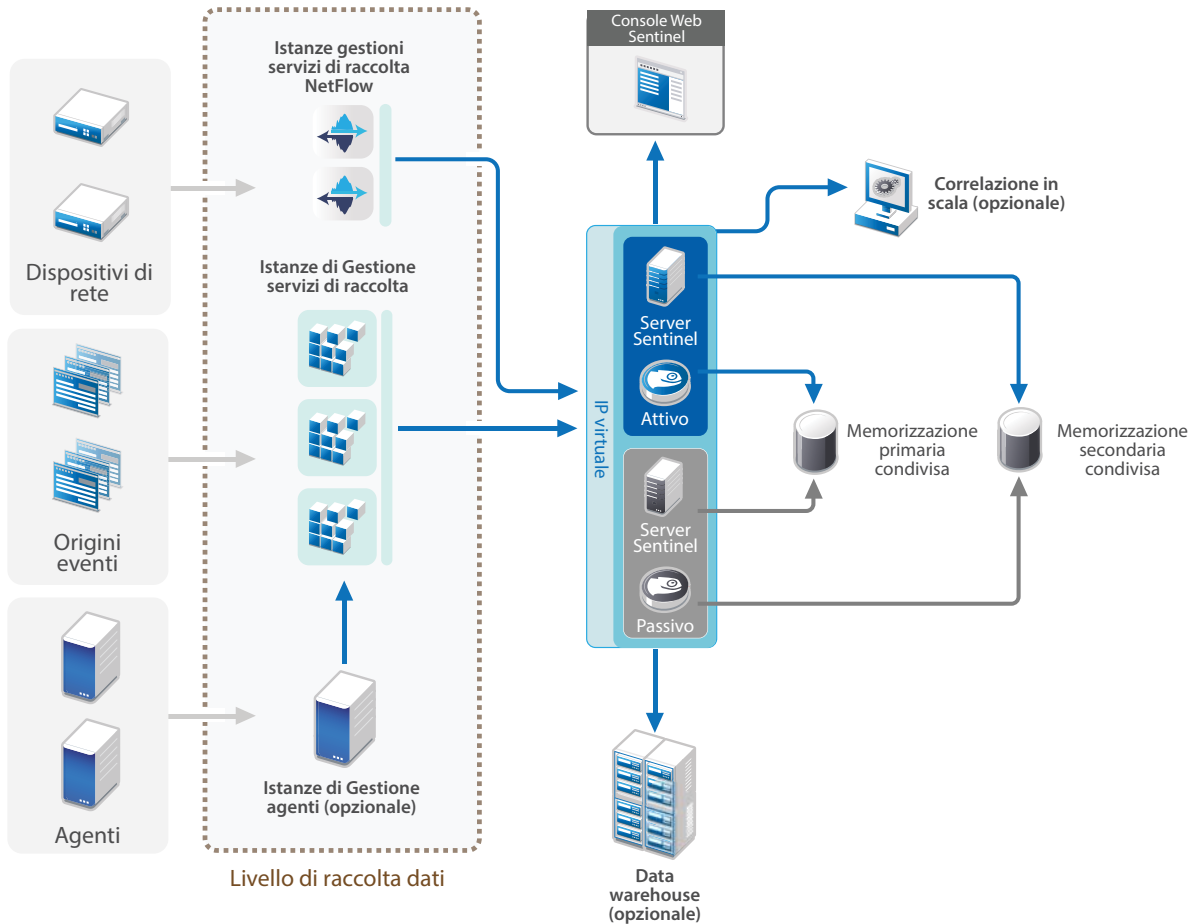 Dispositivi di
rete
Origini
eventi
Agenti
Istanze gestioni
servizi di raccolta
NetFlow
Istanze di Gestione
servizi di raccolta
Istanze di Gestione
agenti (opzionale)
Livello di raccolta dati
Console Web
Sentinel
IP virtuale
Server
Sentinel
Attivo
Server
Sentinel
Passivo
Correlazione in
scala (opzionale)
Memorizzazione
primaria
condivisa
Memorizzazione
secondaria
condivisa
Data
warehouse
(opzionale)